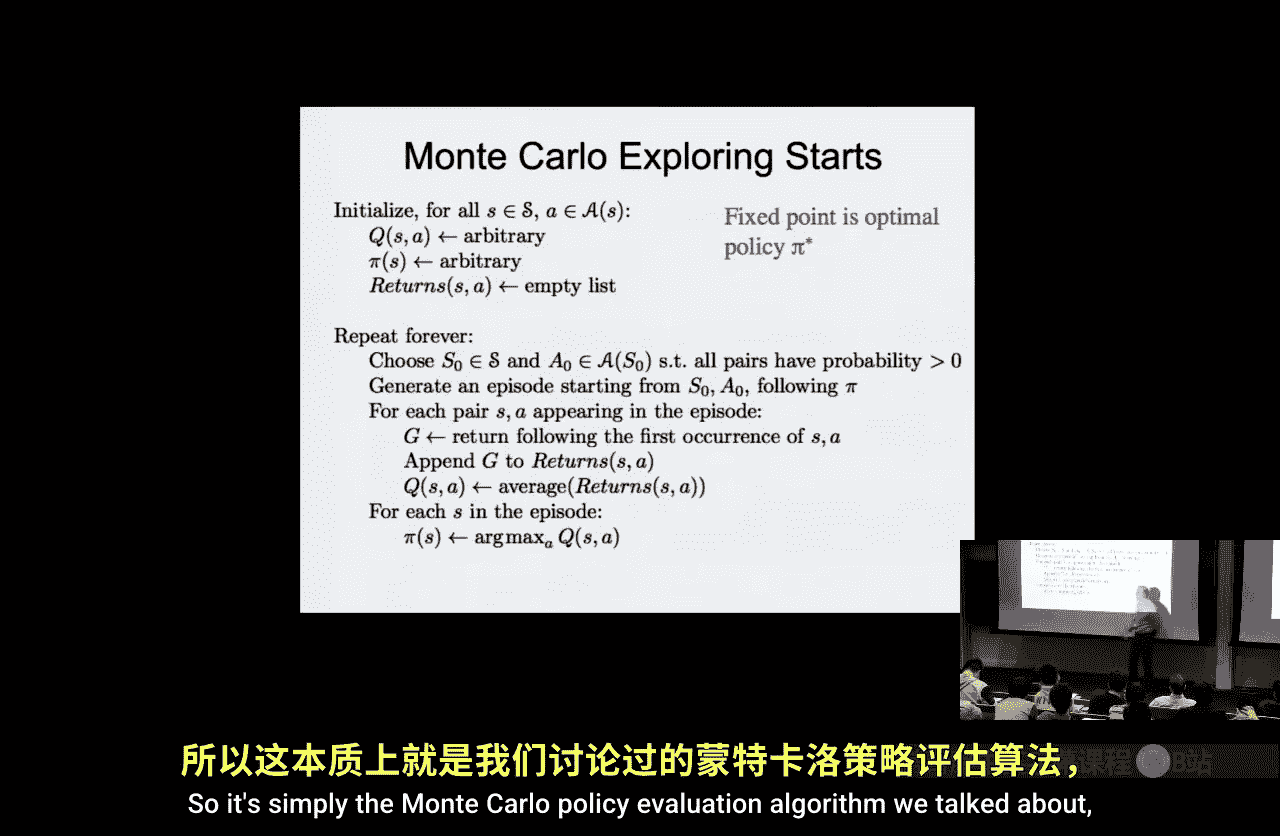 Monte Carlo Exploring Starts
Initialize, for all s ∈ 𝒮, a ∈ 𝒜(s):
Q(s, a) ← arbitrary
π(s) ← arbitrary
Returns(s, a) ← empty list
Fixed point is optimal
policy π*
Repeat forever:
Choose S₀ ∈ 𝒮 and A₀ ∈ 𝒜(S₀) s.t. all pairs have probability > 0
Generate an episode starting from S₀, A₀, following π
For each pair s, a appearing in the episode:
G ← return following the first occurrence of s, a
Append G to Returns(s, a)
Q(s, a) ← average(Returns(s, a))
For each s in the episode:
π(s) ← argmaxₐ Q(s, a)
所以这本质上就是我们讨论过的蒙特卡洛策略评估算法，
课程 B站
So it's simply the Monte Carlo policy evaluation algorithm we talked about,